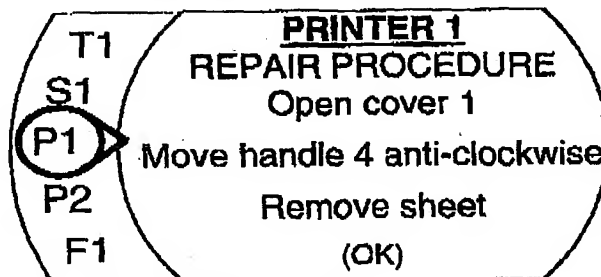 T1
S1
P1
P2
F1
PRINTER 1
REPAIR PROCEDURE
Open cover 1
Move handle 4 anti-clockwise
Remove sheet
(OK)